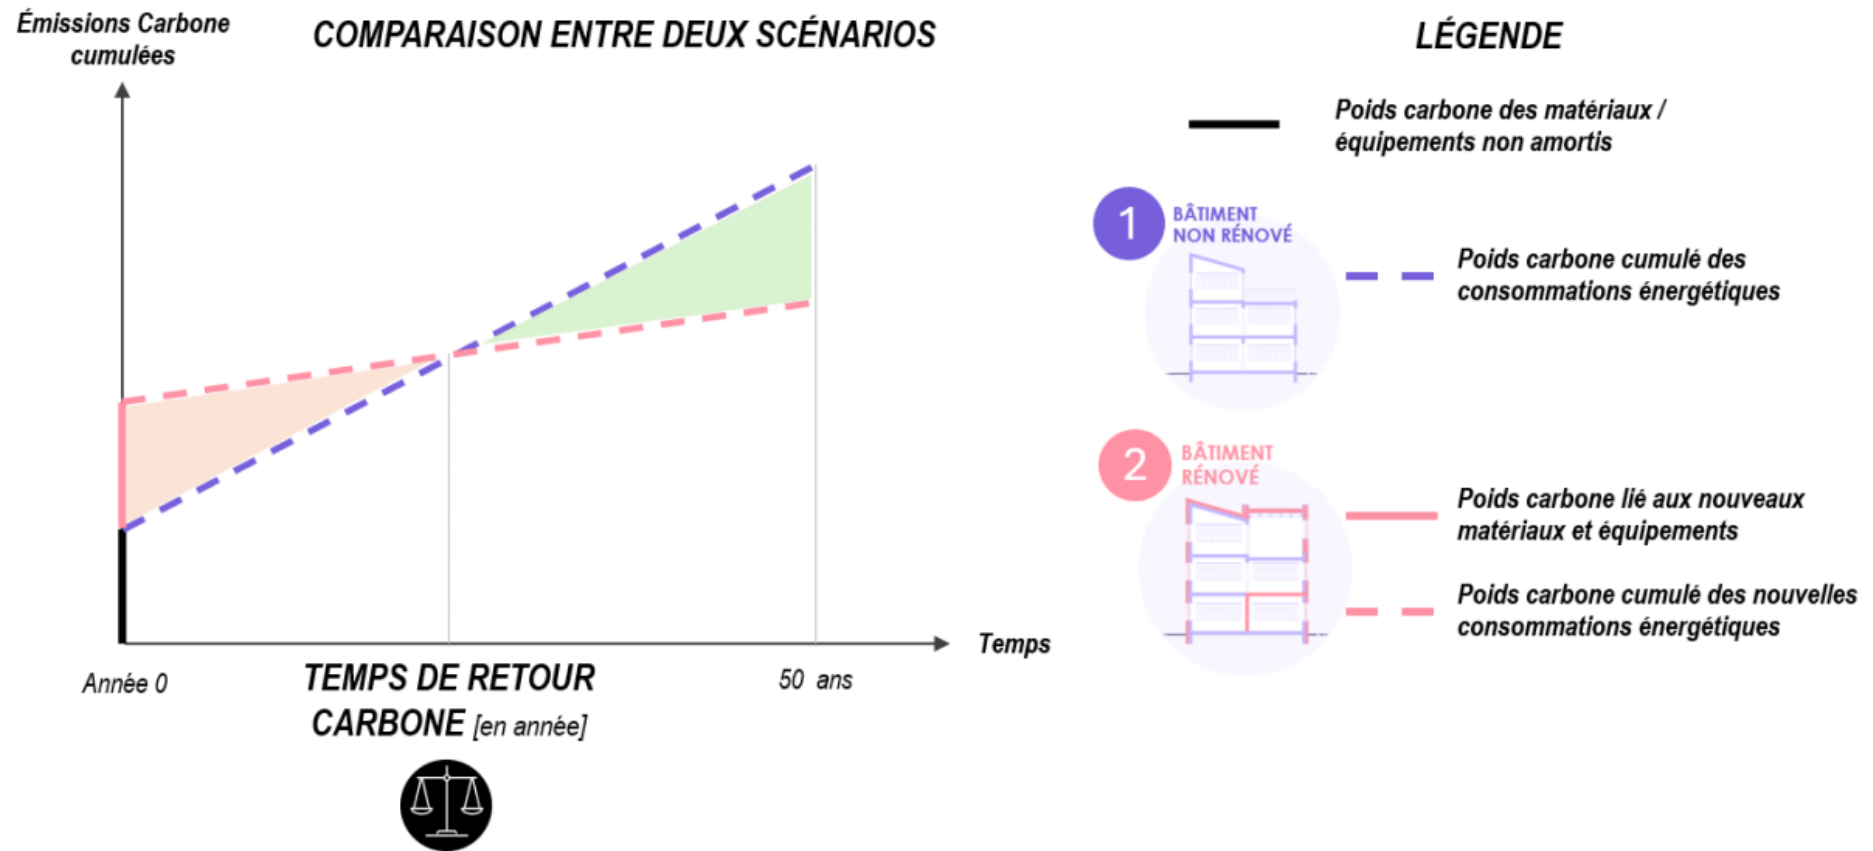 Émissions Carbone
cumulées
COMPARAISON ENTRE DEUX SCÉNARIOS
Année 0
TEMPS DE RETOUR
CARBONE [en année]
50 ans
Temps
LÉGENDE
Poids carbone des matériaux /
équipements non amortis
1
BÂTIMENT
NON RÉNOVÉ
Poids carbone cumulé des
consommations énergétiques
2
BÂTIMENT
RÉNOVÉ
Poids carbone lié aux nouveaux
matériaux et équipements
Poids carbone cumulé des nouvelles
consommations énergétiques